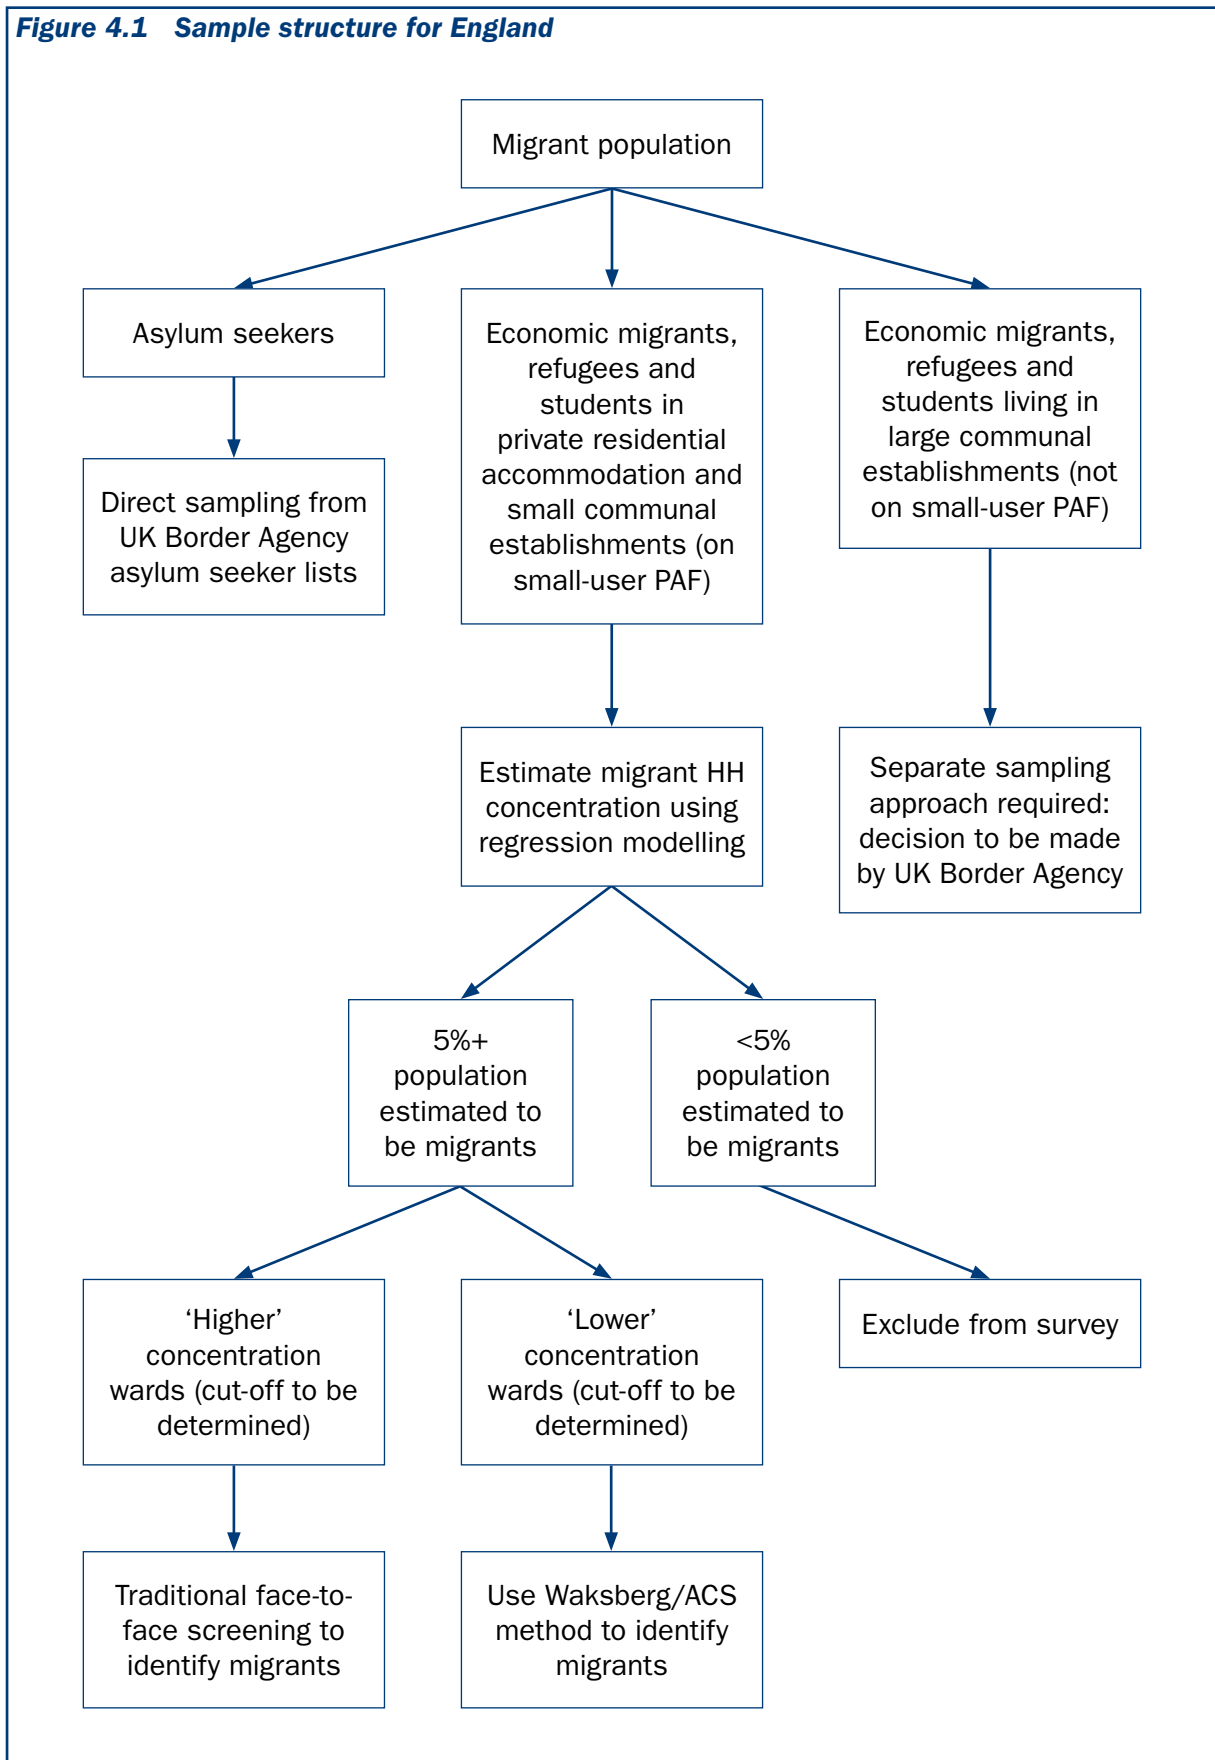 Figure 4.1 Sample structure for England
Migrant population
Asylum seekers
Economic migrants,
refugees and
students in
private residential
accommodation and
small communal
establishments (on
small-user PAF)
Economic migrants,
refugees and
students living in
large communal
establishments (not
on small-user PAF)
Direct sampling from
UK Border Agency
asylum seeker lists
Estimate migrant HH
concentration using
regression modelling
Separate sampling
approach required:
decision to be made
by UK Border Agency
5%+
population
estimated to
be migrants
<5%
population
estimated to
be migrants
‘Higher’
concentration
wards (cut-off to be
determined)
‘Lower’
concentration
wards (cut-off to be
determined)
Exclude from survey
Traditional face-to-
face screening to
identify migrants
Use Waksberg/ACS
method to identify
migrants